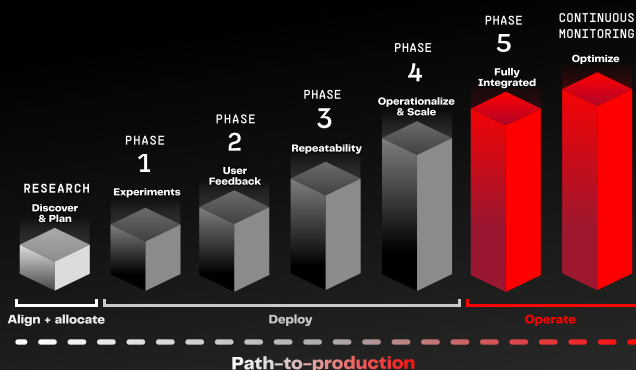 RESEARCH
Discover
& Plan
PHASE
1
Experiments
PHASE
2
User
Feedback
PHASE
3
Repeatability
PHASE
4
Operationalize
& Scale
PHASE
5
Fully
Integrated
CONTINUOUS
MONITORING
Optimize
Align + allocate
Deploy
Operate
Path-to-production